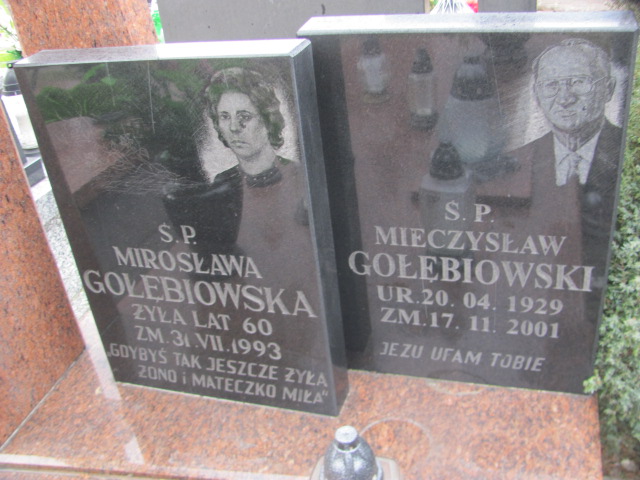 Ś.P.
MIROSŁAWA
GOŁĘBIOWSKA
ŻYŁA LAT 60
ZM. 31.VII.1993
„GDYBYŚ TAK JESZCZE ŻYŁA
ŻONO i MATECZKO MIŁA"
Ś.P.
MIECZYSŁAW
GOŁĘBIOWSKI
UR. 20. 04. 1929
ZM. 17. 11. 2001
JEZU UFAM TOBIE